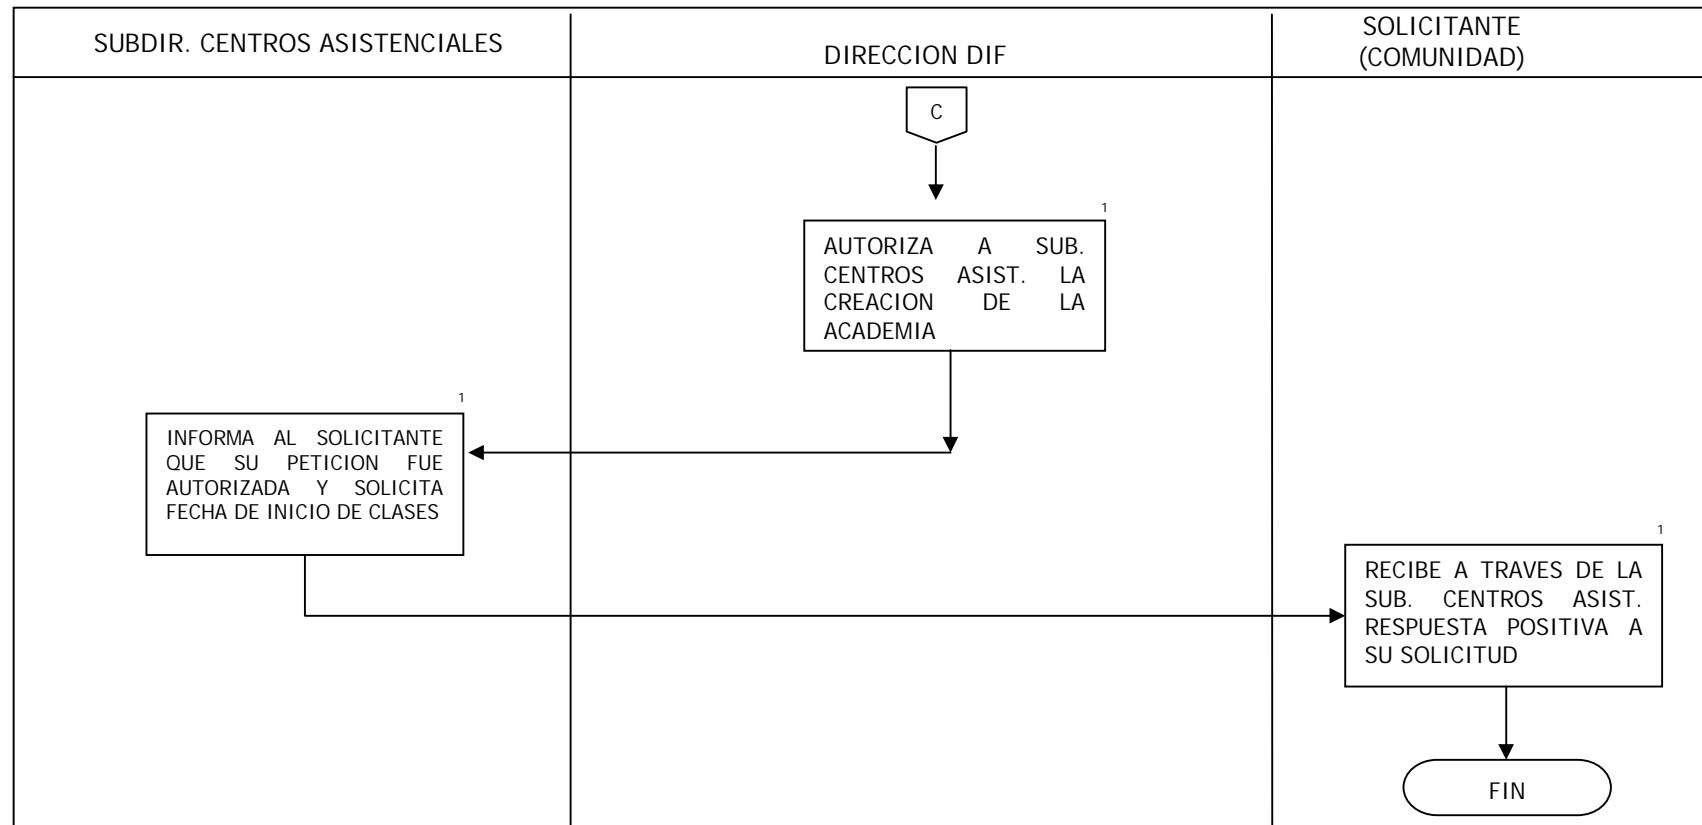 SUBDIR. CENTROS ASISTENCIALES
DIRECCION DIF
SOLICITANTE
(COMUNIDAD)
C
1
AUTORIZA A SUB.
CENTROS ASIST. LA
CREACION DE LA
ACADEMIA
1
INFORMA AL SOLICITANTE
QUE SU PETICION FUE
AUTORIZADA Y SOLICITA
FECHA DE INICIO DE CLASES
1
RECIBE A TRAVES DE LA
SUB. CENTROS ASIST.
RESPUESTA POSITIVA A
SU SOLICITUD
FIN